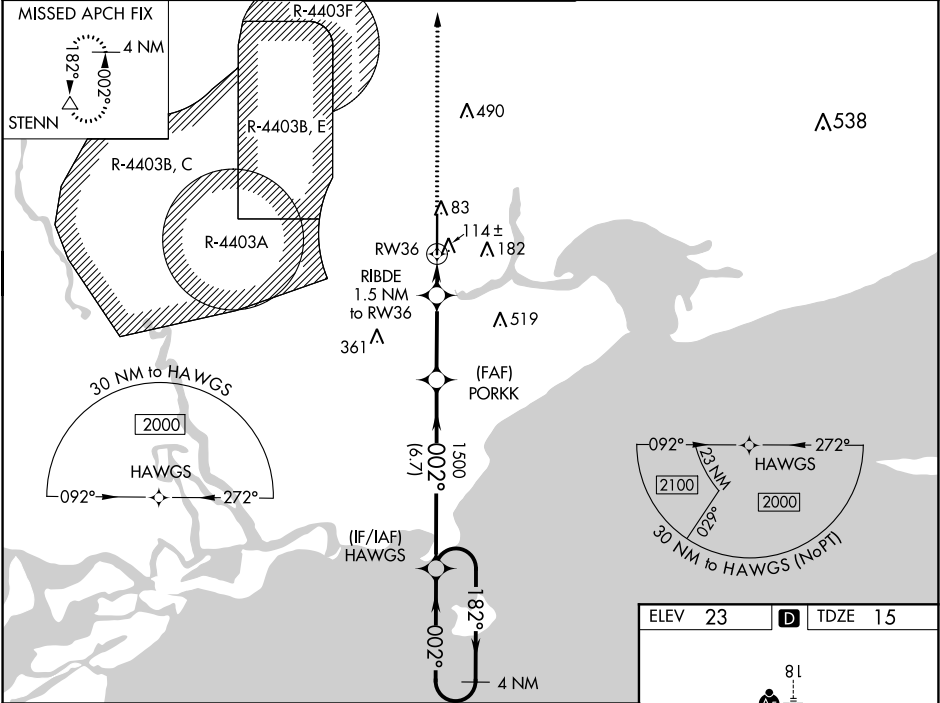 MISSED APCH FIX
4 NM
182°
002°
STENN
R-4403F
R-4403B, E
R-4403B, C
R-4403A
490
538
83
114±
RW36
182
RIBDE
1.5 NM
to RW36
519
361
(FAF)
PORKK
30 NM to HAWGS
2000
HAWGS
092°
272°
1500
002°
(6.7)
092°
272°
HAWGS
23 NM
2100
2000
029°
30 NM to HAWGS (NoPT)
(IF/IAF)
HAWGS
182°
002°
4 NM
ELEV 23
D
TDZE 15
18